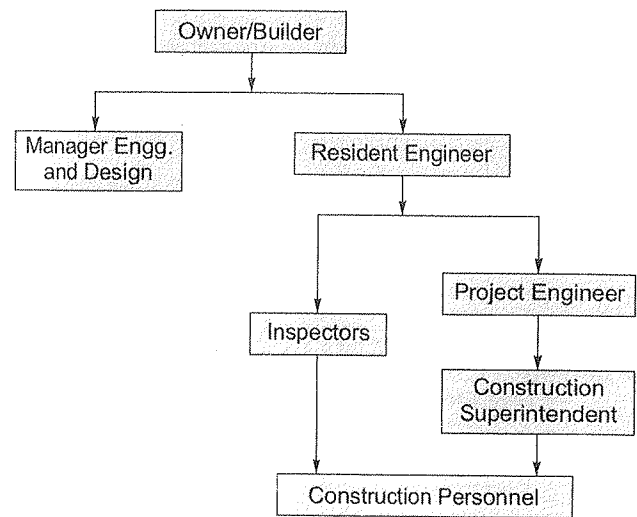 Owner/Builder
Manager Engg.
and Design
Resident Engineer
Project Engineer
Inspectors
Construction
Superintendent
Construction Personnel